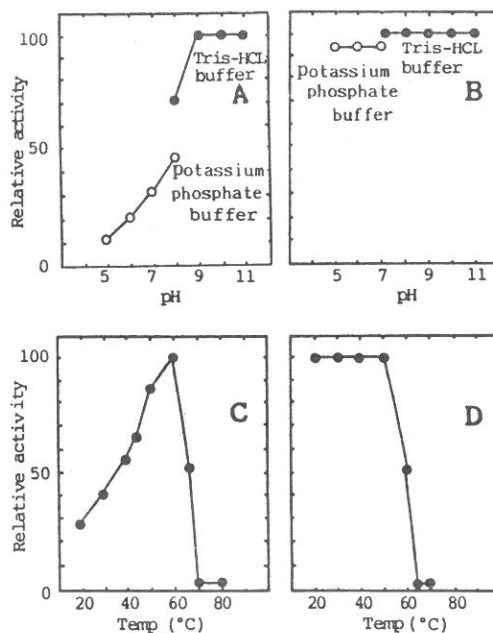 100
50
0
Relative activity
Tris-HCL
buffer
A
potassium
phosphate
buffer
5 7 9 11
pH
B
Tris-HCL
buffer
potassium
phosphate
buffer
5 7 9 11
pH
100
50
0
Relative activity
C
20 40 60 80
Temp (°C)
D
20 40 60 80
Temp (°C)